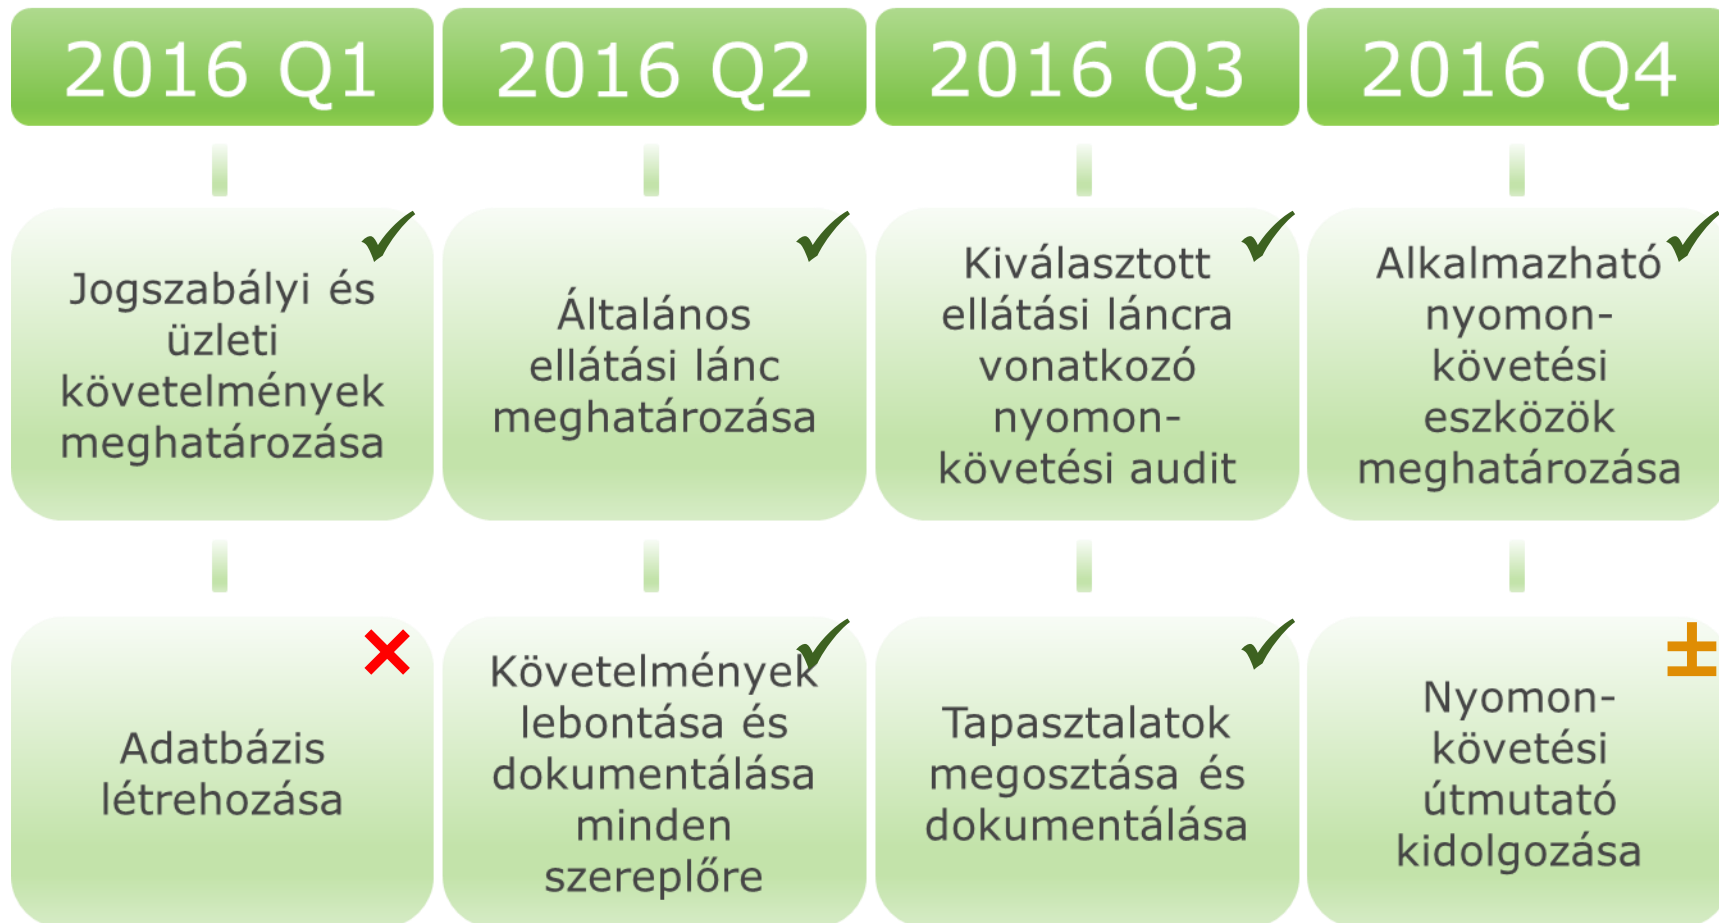 2016 Q1
2016 Q2
2016 Q3
2016 Q4
Jogszabályi és
üzleti
követelmények
meghatározása
Általános
ellátási lánc
meghatározása
Kiválasztott
ellátási láncra
vonatkozó
nyomon-
követési audit
Alkalmazható
nyomon-
követési
eszközök
meghatározása
Adatbázis
létrehozása
Követelmények
lebontása és
dokumentálása
minden
szereplőre
Tapasztalatok
megosztása és
dokumentálása
±
Nyomon-
követési
útmutató
kidolgozása